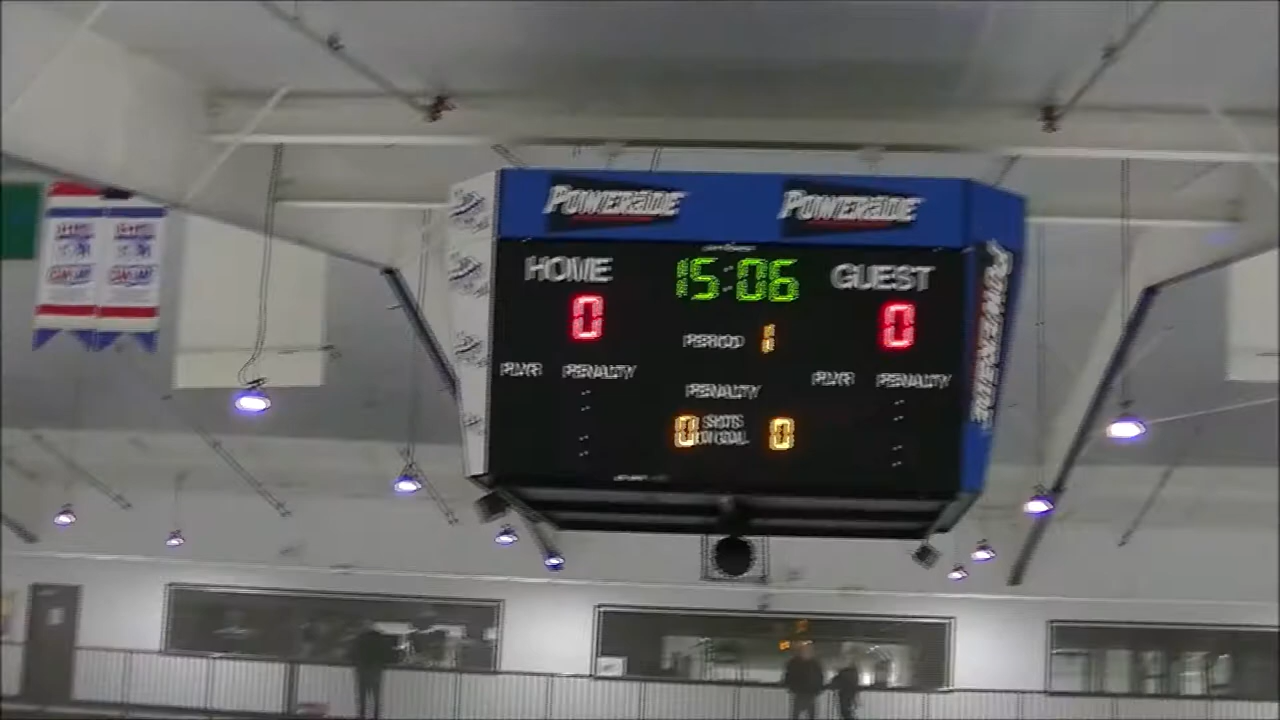 POWERADE POWERADE
HOME 15:06 GUEST
0 0
PERIOD 1
PLYR PENALTY PLYR PENALTY
PENALTY
0 SHOTS ON GOAL 0
POWERADE